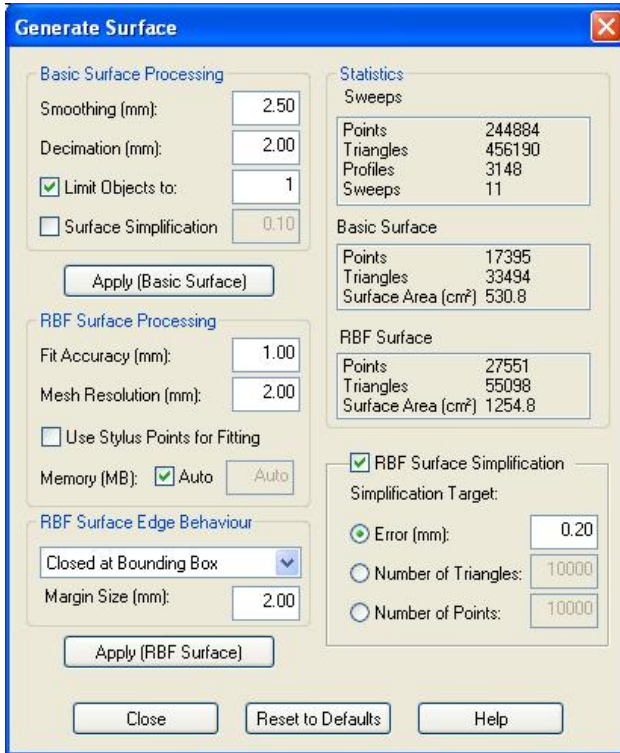 Generate Surface
Basic Surface Processing
Smoothing (mm): 2.50
Decimation (mm): 2.00
Limit Objects to: 1
Surface Simplification 0.10
Apply (Basic Surface)
RBF Surface Processing
Fit Accuracy (mm): 1.00
Mesh Resolution (mm): 2.00
Use Stylus Points for Fitting
Memory (MB): Auto Auto
RBF Surface Edge Behaviour
Closed at Bounding Box
Margin Size (mm): 2.00
Apply (RBF Surface)
Statistics
Sweeps
Points 244884
Triangles 456190
Profiles 3148
Sweeps 11
Basic Surface
Points 17395
Triangles 33494
Surface Area (cm²) 530.8
RBF Surface
Points 27551
Triangles 55098
Surface Area (cm²) 1254.8
RBF Surface Simplification
Simplification Target:
Error (mm): 0.20
Number of Triangles: 10000
Number of Points: 10000
Close Reset to Defaults Help